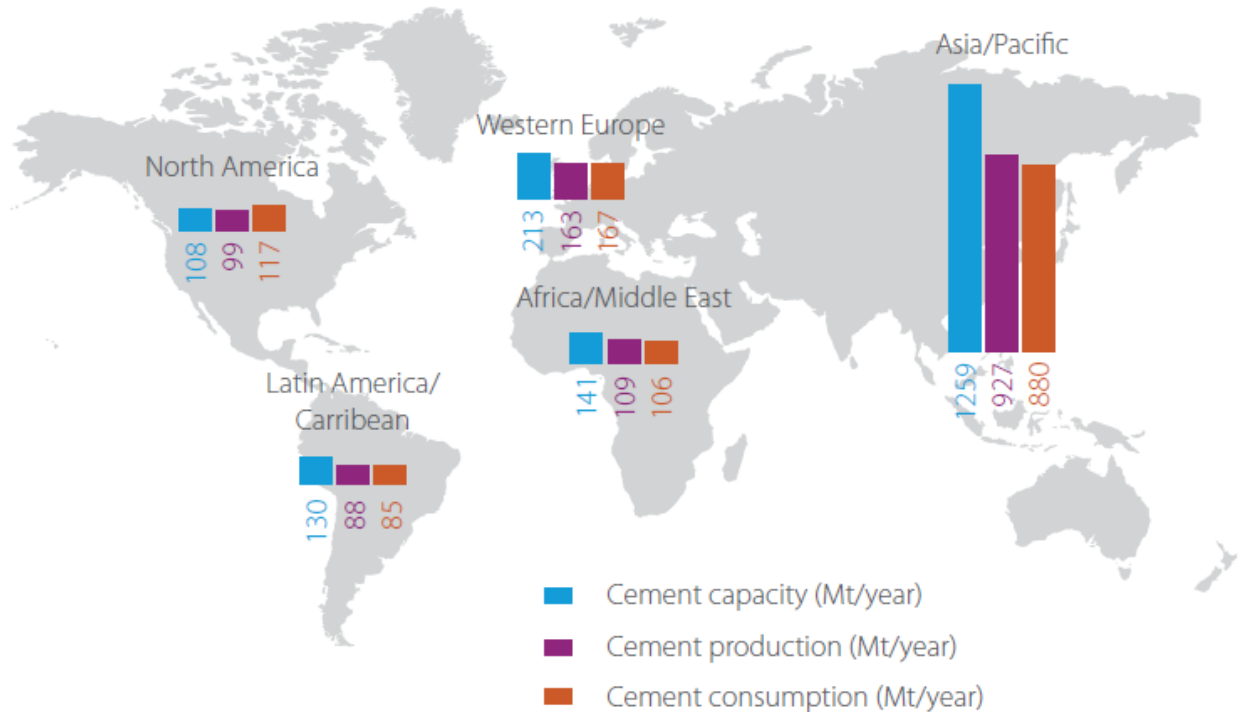 Asia/Pacific
1259
927
880
Western Europe
213
163
167
North America
108
99
117
Africa/Middle East
141
109
106
Latin America/
Carribean
130
88
85
Cement capacity (Mt/year)
Cement production (Mt/year)
Cement consumption (Mt/year)